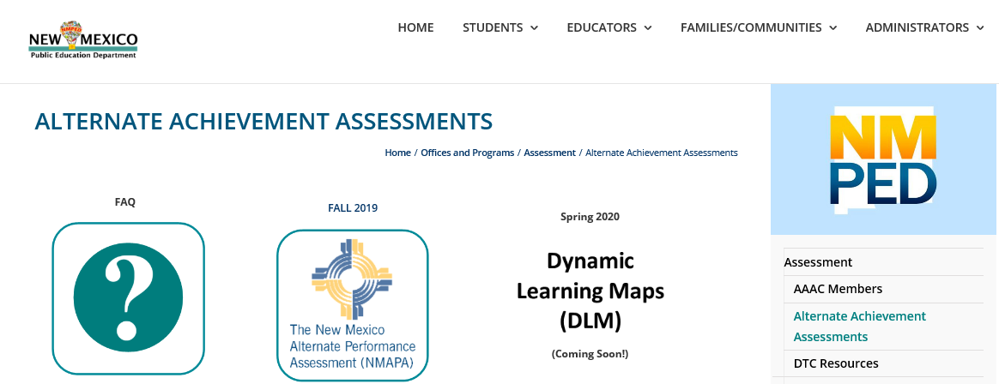 NMPED
NEW MEXICO
Public Education Department
HOME
STUDENTS
EDUCATORS
FAMILIES/COMMUNITIES
ADMINISTRATORS
ALTERNATE ACHIEVEMENT ASSESSMENTS
Home / Offices and Programs / Assessment / Alternate Achievement Assessments
FAQ
?
FALL 2019
The New Mexico
Alternate Performance
Assessment (NMAPA)
Spring 2020
Dynamic
Learning Maps
(DLM)
(Coming Soon!)
NM
PED
Assessment
AAAC Members
Alternate Achievement
Assessments
DTC Resources